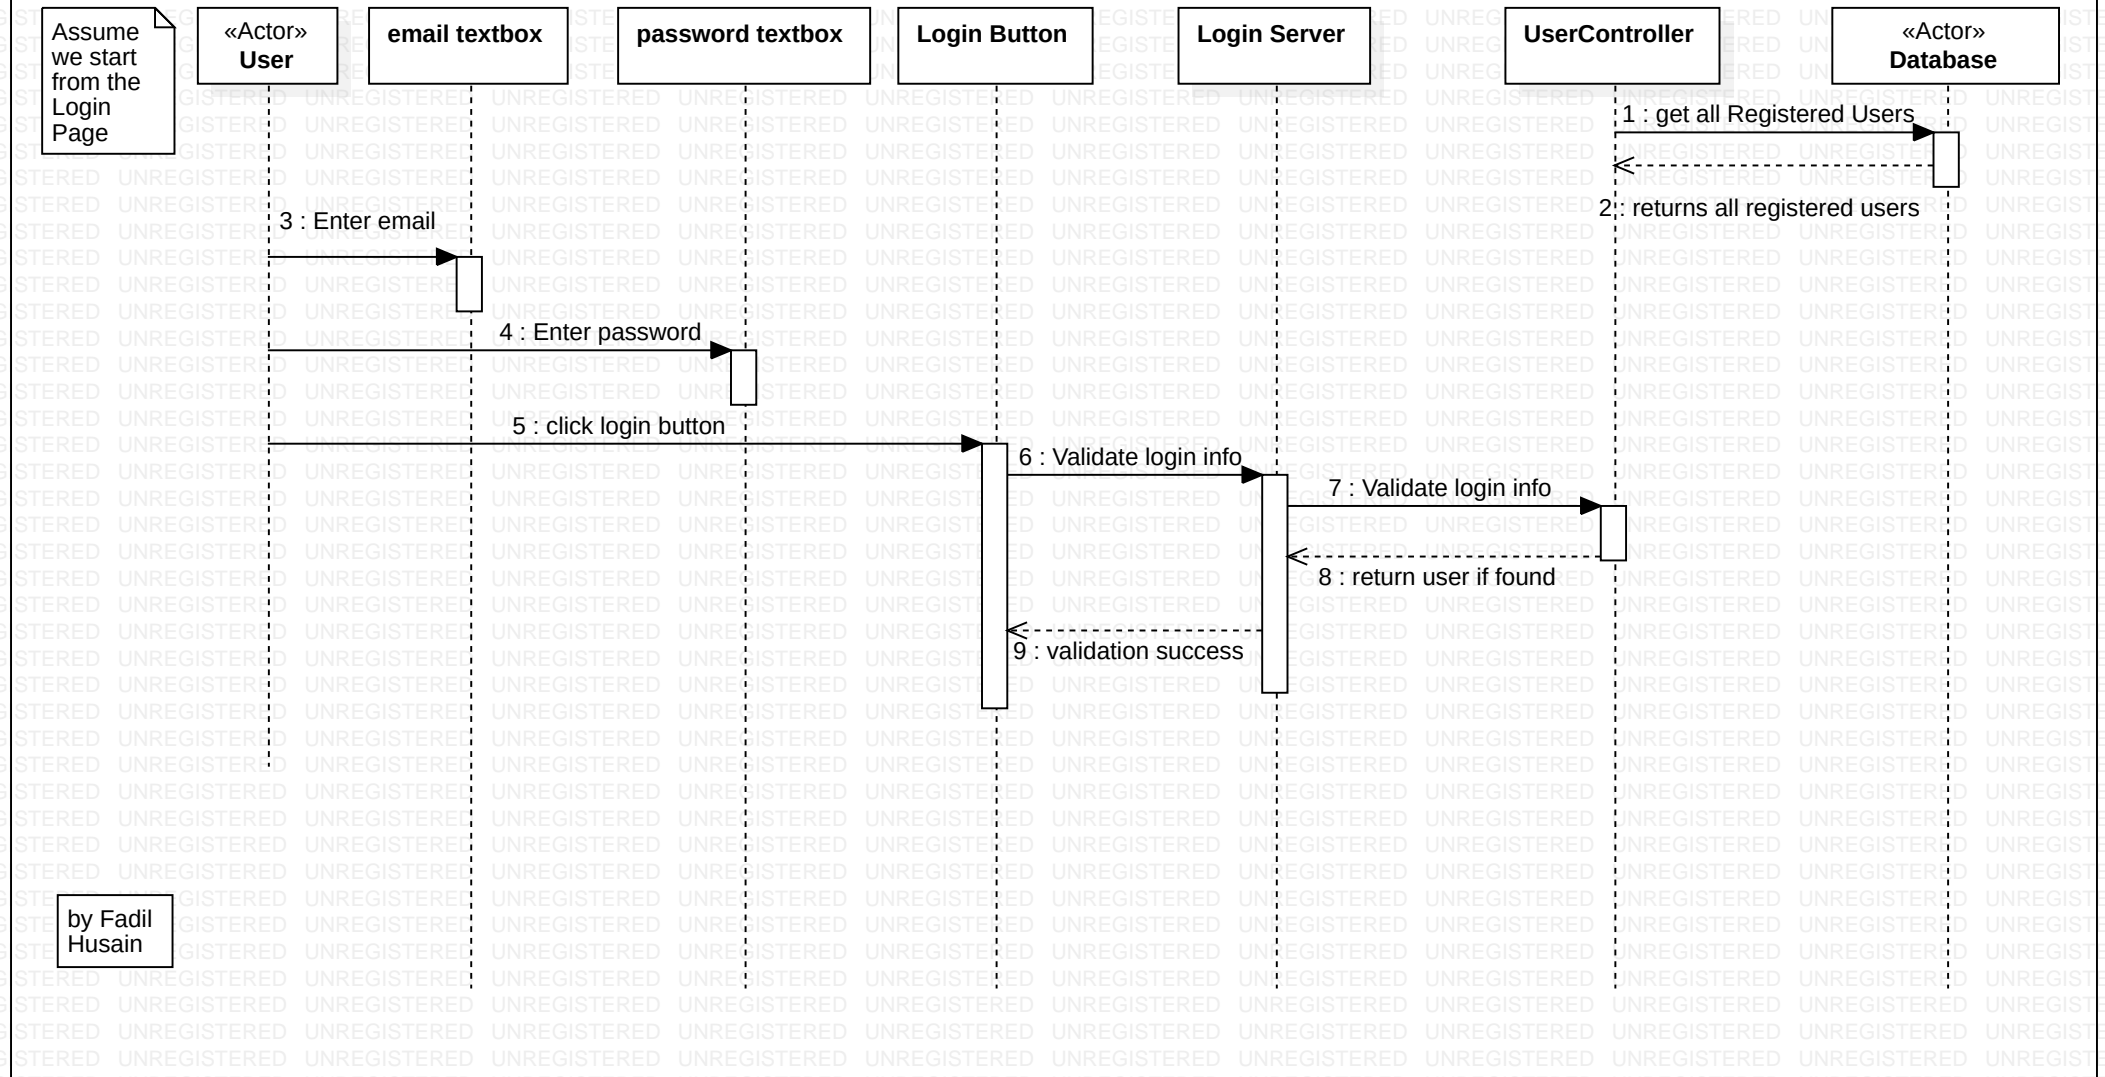 Assume
we start
from the
Login
Page
«Actor»
User
email textbox
password textbox
Login Button
Login Server
UserController
«Actor»
Database
1 : get all Registered Users
2 : returns all registered users
3 : Enter email
4 : Enter password
5 : click login button
6 : Validate login info
7 : Validate login info
8 : return user if found
9 : validation success
by Fadil
Husain
UNREGISTERED